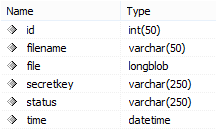 Name Type
id int(50)
filename varchar(50)
file longblob
secretkey varchar(250)
status varchar(250)
time datetime